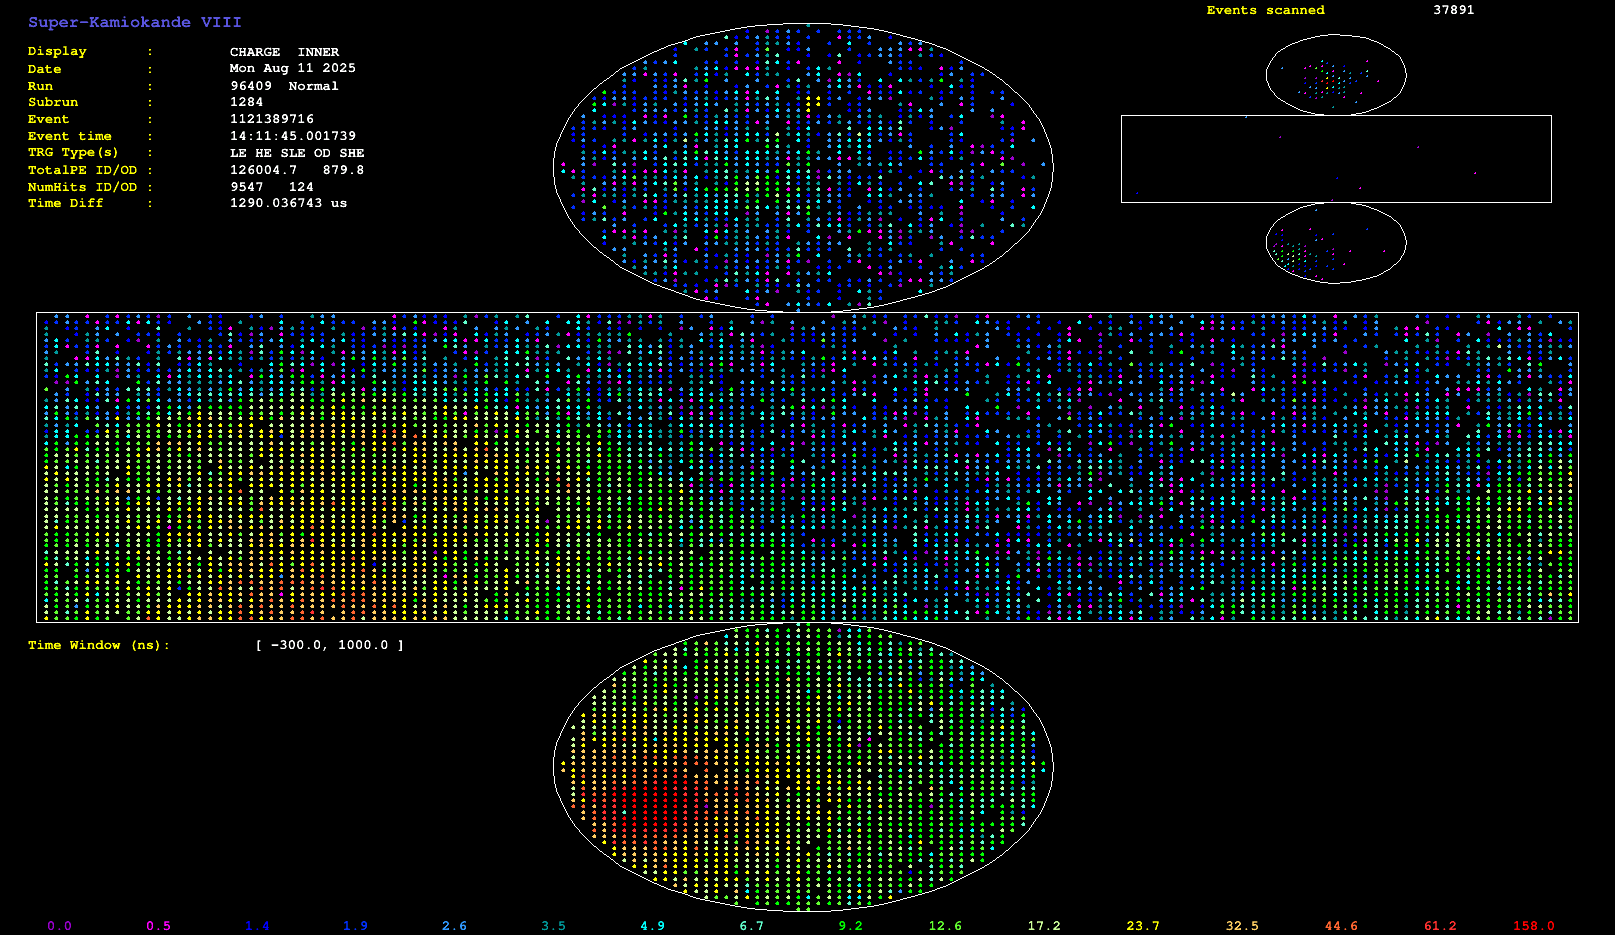 Super-Kamiokande VIII
Events scanned 37891
Display : CHARGE INNER
Date : Mon Aug 11 2025
Run : 96409 Normal
Subrun : 1284
Event : 1121389716
Event time : 14:11:45.001739
TRG Type(s) : LE HE SLE OD SHE
TotalPE ID/OD : 126004.7 879.8
NumHits ID/OD : 9547 124
Time Diff : 1290.036743 us
Time Window (ns): [ -300.0, 1000.0 ]
0.0 0.5 1.4 1.9 2.6 3.5 4.9 6.7 9.2 12.6 17.2 23.7 32.5 44.6 61.2 158.0